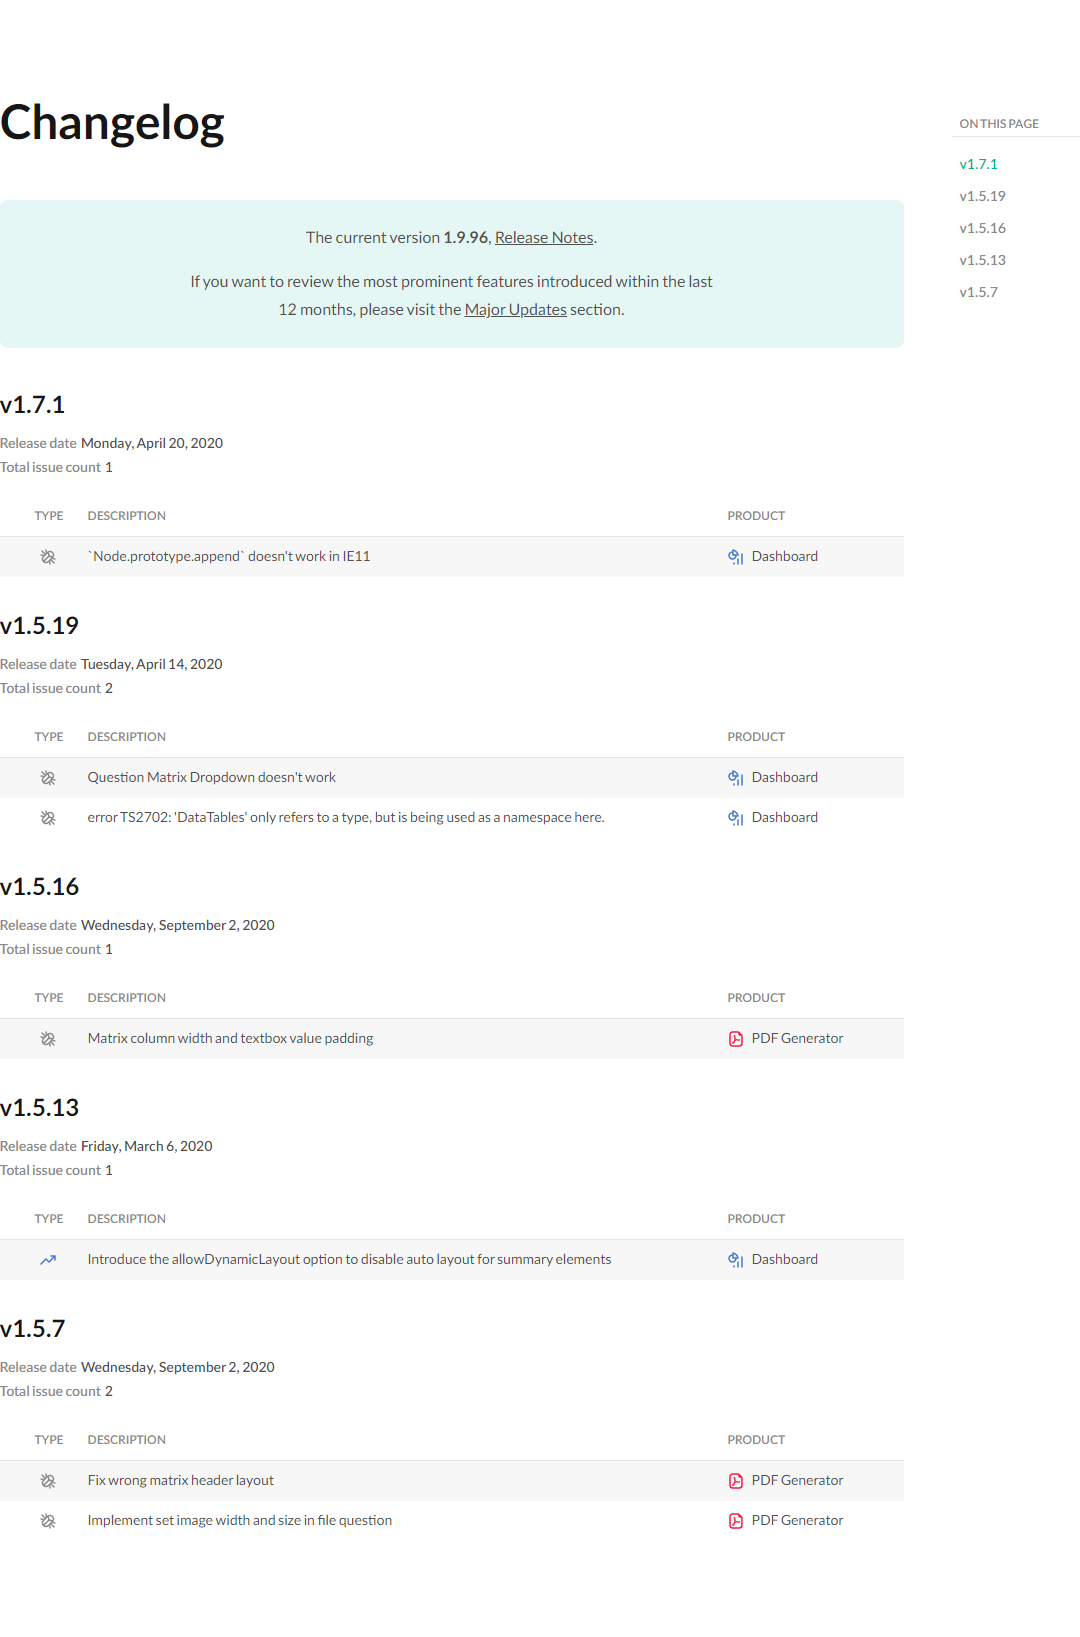 Changelog
ON THIS PAGE
v1.7.1
v1.5.19
v1.5.16
v1.5.13
v1.5.7
The current version 1.9.96, Release Notes.
If you want to review the most prominent features introduced within the last
12 months, please visit the Major Updates section.
v1.7.1
Release date Monday, April 20, 2020
Total issue count 1
TYPE DESCRIPTION PRODUCT
`Node.prototype.append` doesn't work in IE11 Dashboard
v1.5.19
Release date Tuesday, April 14, 2020
Total issue count 2
TYPE DESCRIPTION PRODUCT
Question Matrix Dropdown doesn't work Dashboard
error TS2702: 'DataTables' only refers to a type, but is being used as a namespace here. Dashboard
v1.5.16
Release date Wednesday, September 2, 2020
Total issue count 1
TYPE DESCRIPTION PRODUCT
Matrix column width and textbox value padding PDF Generator
v1.5.13
Release date Friday, March 6, 2020
Total issue count 1
TYPE DESCRIPTION PRODUCT
Introduce the allowDynamicLayout option to disable auto layout for summary elements Dashboard
v1.5.7
Release date Wednesday, September 2, 2020
Total issue count 2
TYPE DESCRIPTION PRODUCT
Fix wrong matrix header layout PDF Generator
Implement set image width and size in file question PDF Generator